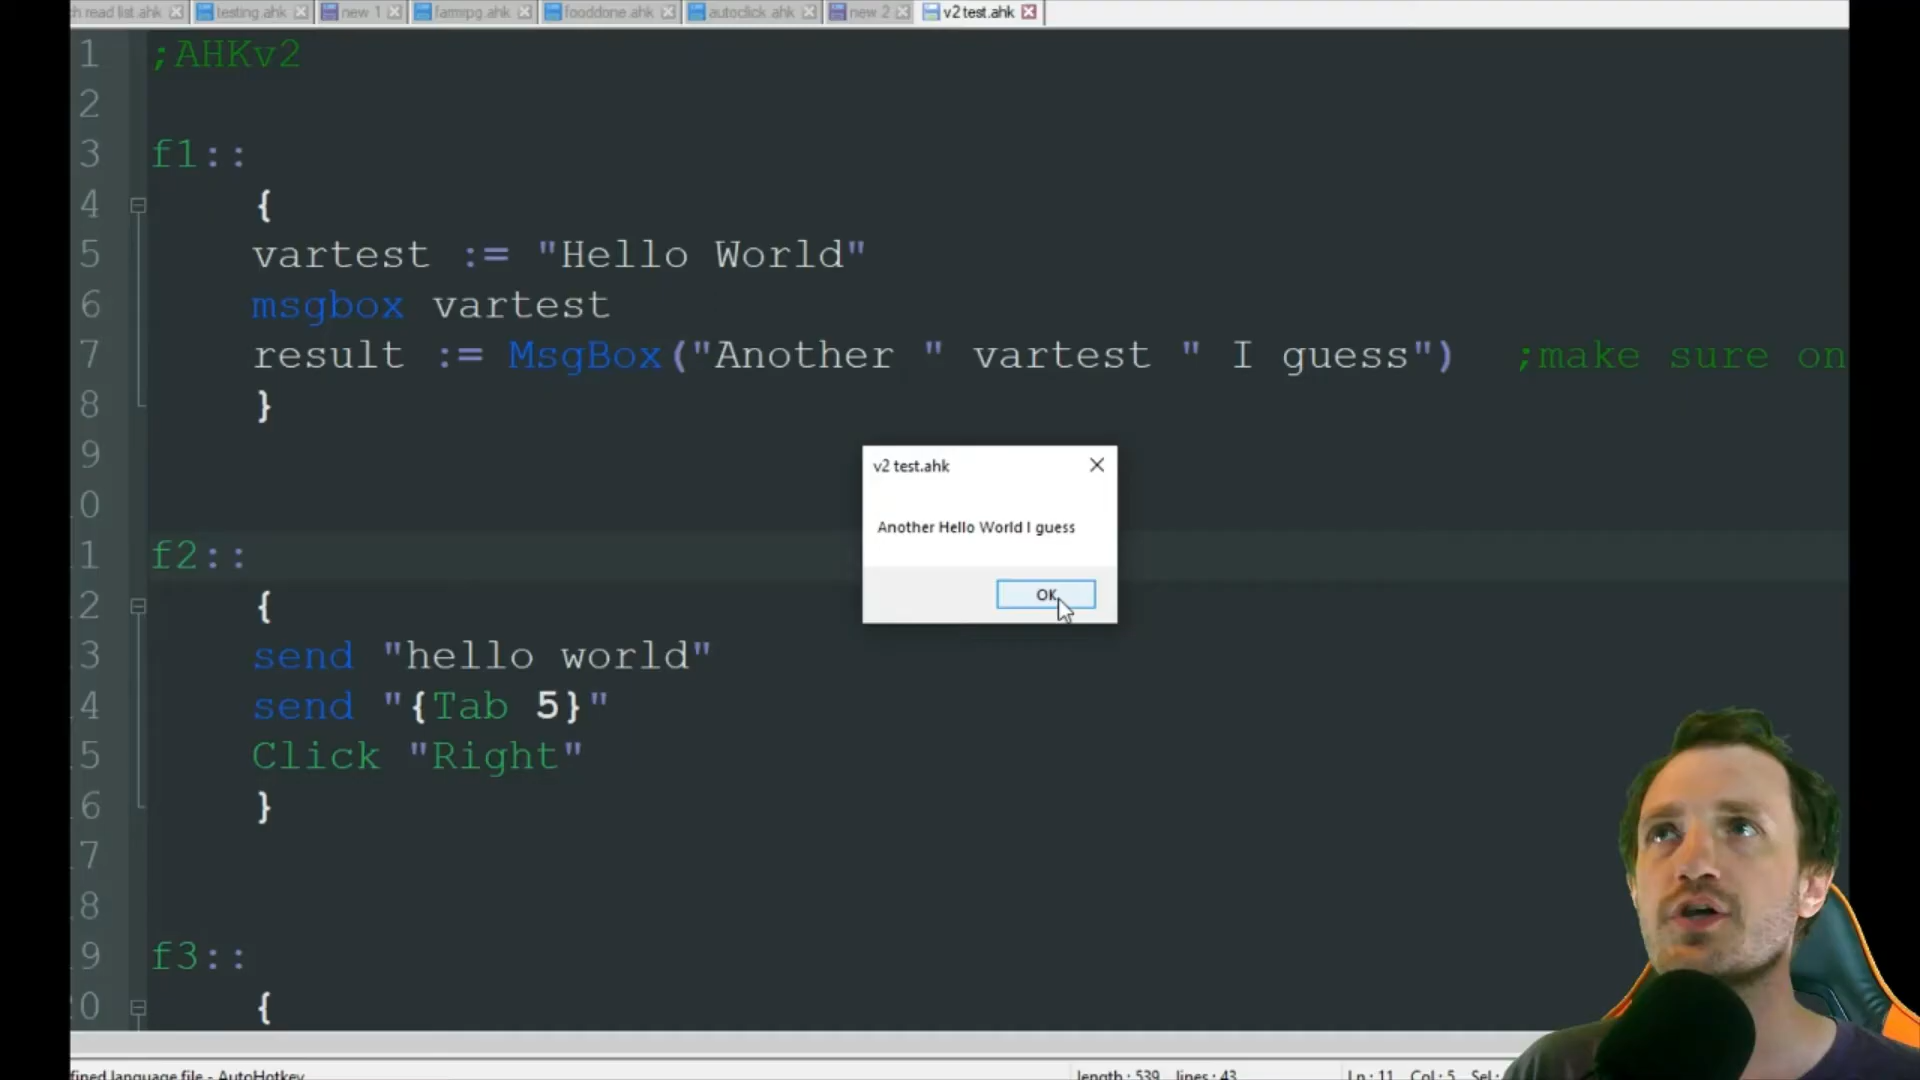 ch read list.ahk testing.ahk new 1 farmrpg.ahk fooddone.ahk autoclick.ahk new 2 v2 test.ahk
1 ;AHKv2
2
3 f1::
4 {
5 vartest := "Hello World"
6 msgbox vartest
7 result := MsgBox("Another " vartest " I guess") ;make sure on
8 }
9
0
1 f2::
2 {
3 send "hello world"
4 send "{Tab 5}"
5 Click "Right"
6 }
7
8
9 f3::
20 {
v2 test.ahk
Another Hello World I guess
OK
fined language file - AutoHotkey length : 539 lines : 43 Ln : 11 Col : 5 Sel :